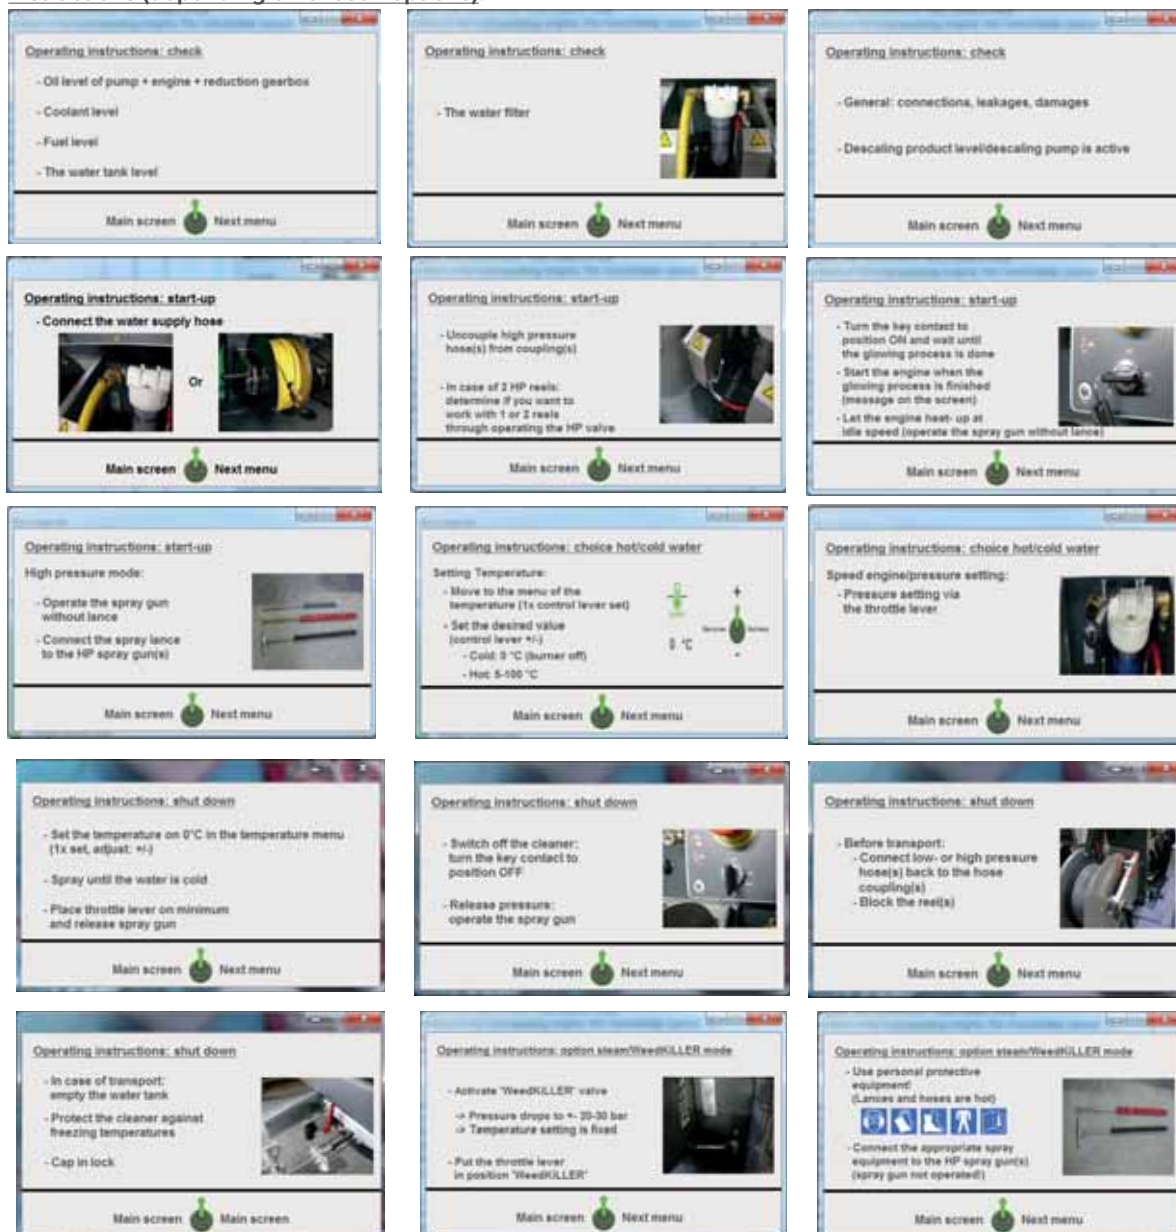 Operating instructions: check
- Oil level of pump + engine + reduction gearbox
- Coolant level
- Fuel level
- The water tank level
Main screen Next menu
Operating instructions: check
- The water filter
Main screen Next menu
Operating instructions: check
- General: connections, leakages, damages
- Descaling product level/descaling pump is active
Main screen Next menu
Operating instructions: start-up
- Connect the water supply hose
Or
Main screen Next menu
Operating instructions: start-up
- Uncouple high pressure
hose(s) from coupling(s)
- In case of 2 HP reels:
determine if you want to
work with 1 or 2 reels
through operating the HP valve
Main screen Next menu
Operating instructions: start-up
- Turn the key contact to
position ON and wait until
the glowing process is done
- Start the engine when the
glowing process is finished
(message on the screen)
- Let the engine heat- up at
idle speed (operate the spray gun without lance)
Main screen Next menu
Operating instructions: start-up
High pressure mode:
- Operate the spray gun
without lance
- Connect the spray lance
to the HP spray gun(s)
Main screen Next menu
Operating instructions: choice hot/cold water
Setting Temperature:
- Move to the menu of the
temperature (1x control lever set)
- Set the desired value
(control lever +/-)
- Cold: 0 °C (burner off)
- Hot: 5-100 °C
+
0 °C
-
Main screen Next menu
Operating instructions: choice hot/cold water
Speed engine/pressure setting:
- Pressure setting via
the throttle lever
Main screen Next menu
Operating instructions: shut down
- Set the temperature on 0°C in the temperature menu
(1x set, adjust: +/-)
- Spray until the water is cold
- Place throttle lever on minimum
and release spray gun
Main screen Next menu
Operating instructions: shut down
- Switch off the cleaner:
turn the key contact to
position OFF
- Release pressure:
operate the spray gun
Main screen Next menu
Operating instructions: shut down
- Before transport:
- Connect low- or high pressure
hose(s) back to the hose
coupling(s)
- Block the reel(s)
Main screen Next menu
Operating instructions: shut down
- In case of transport:
empty the water tank
- Protect the cleaner against
freezing temperatures
- Cap in lock
Main screen Main screen
Operating instructions: option steam/WeedKILLER mode
- Activate 'WeedKILLER' valve
-> Pressure drops to +- 20-30 bar
-> Temperature setting is fixed
- Put the throttle lever
in position 'WeedKILLER'
Main screen Next menu
Operating instructions: option steam/WeedKILLER mode
- Use personal protective
equipment!
(Lances and hoses are hot)
- Connect the appropriate spray
equipment to the HP spray gun(s)
(spray gun not operated!)
Main screen Next menu